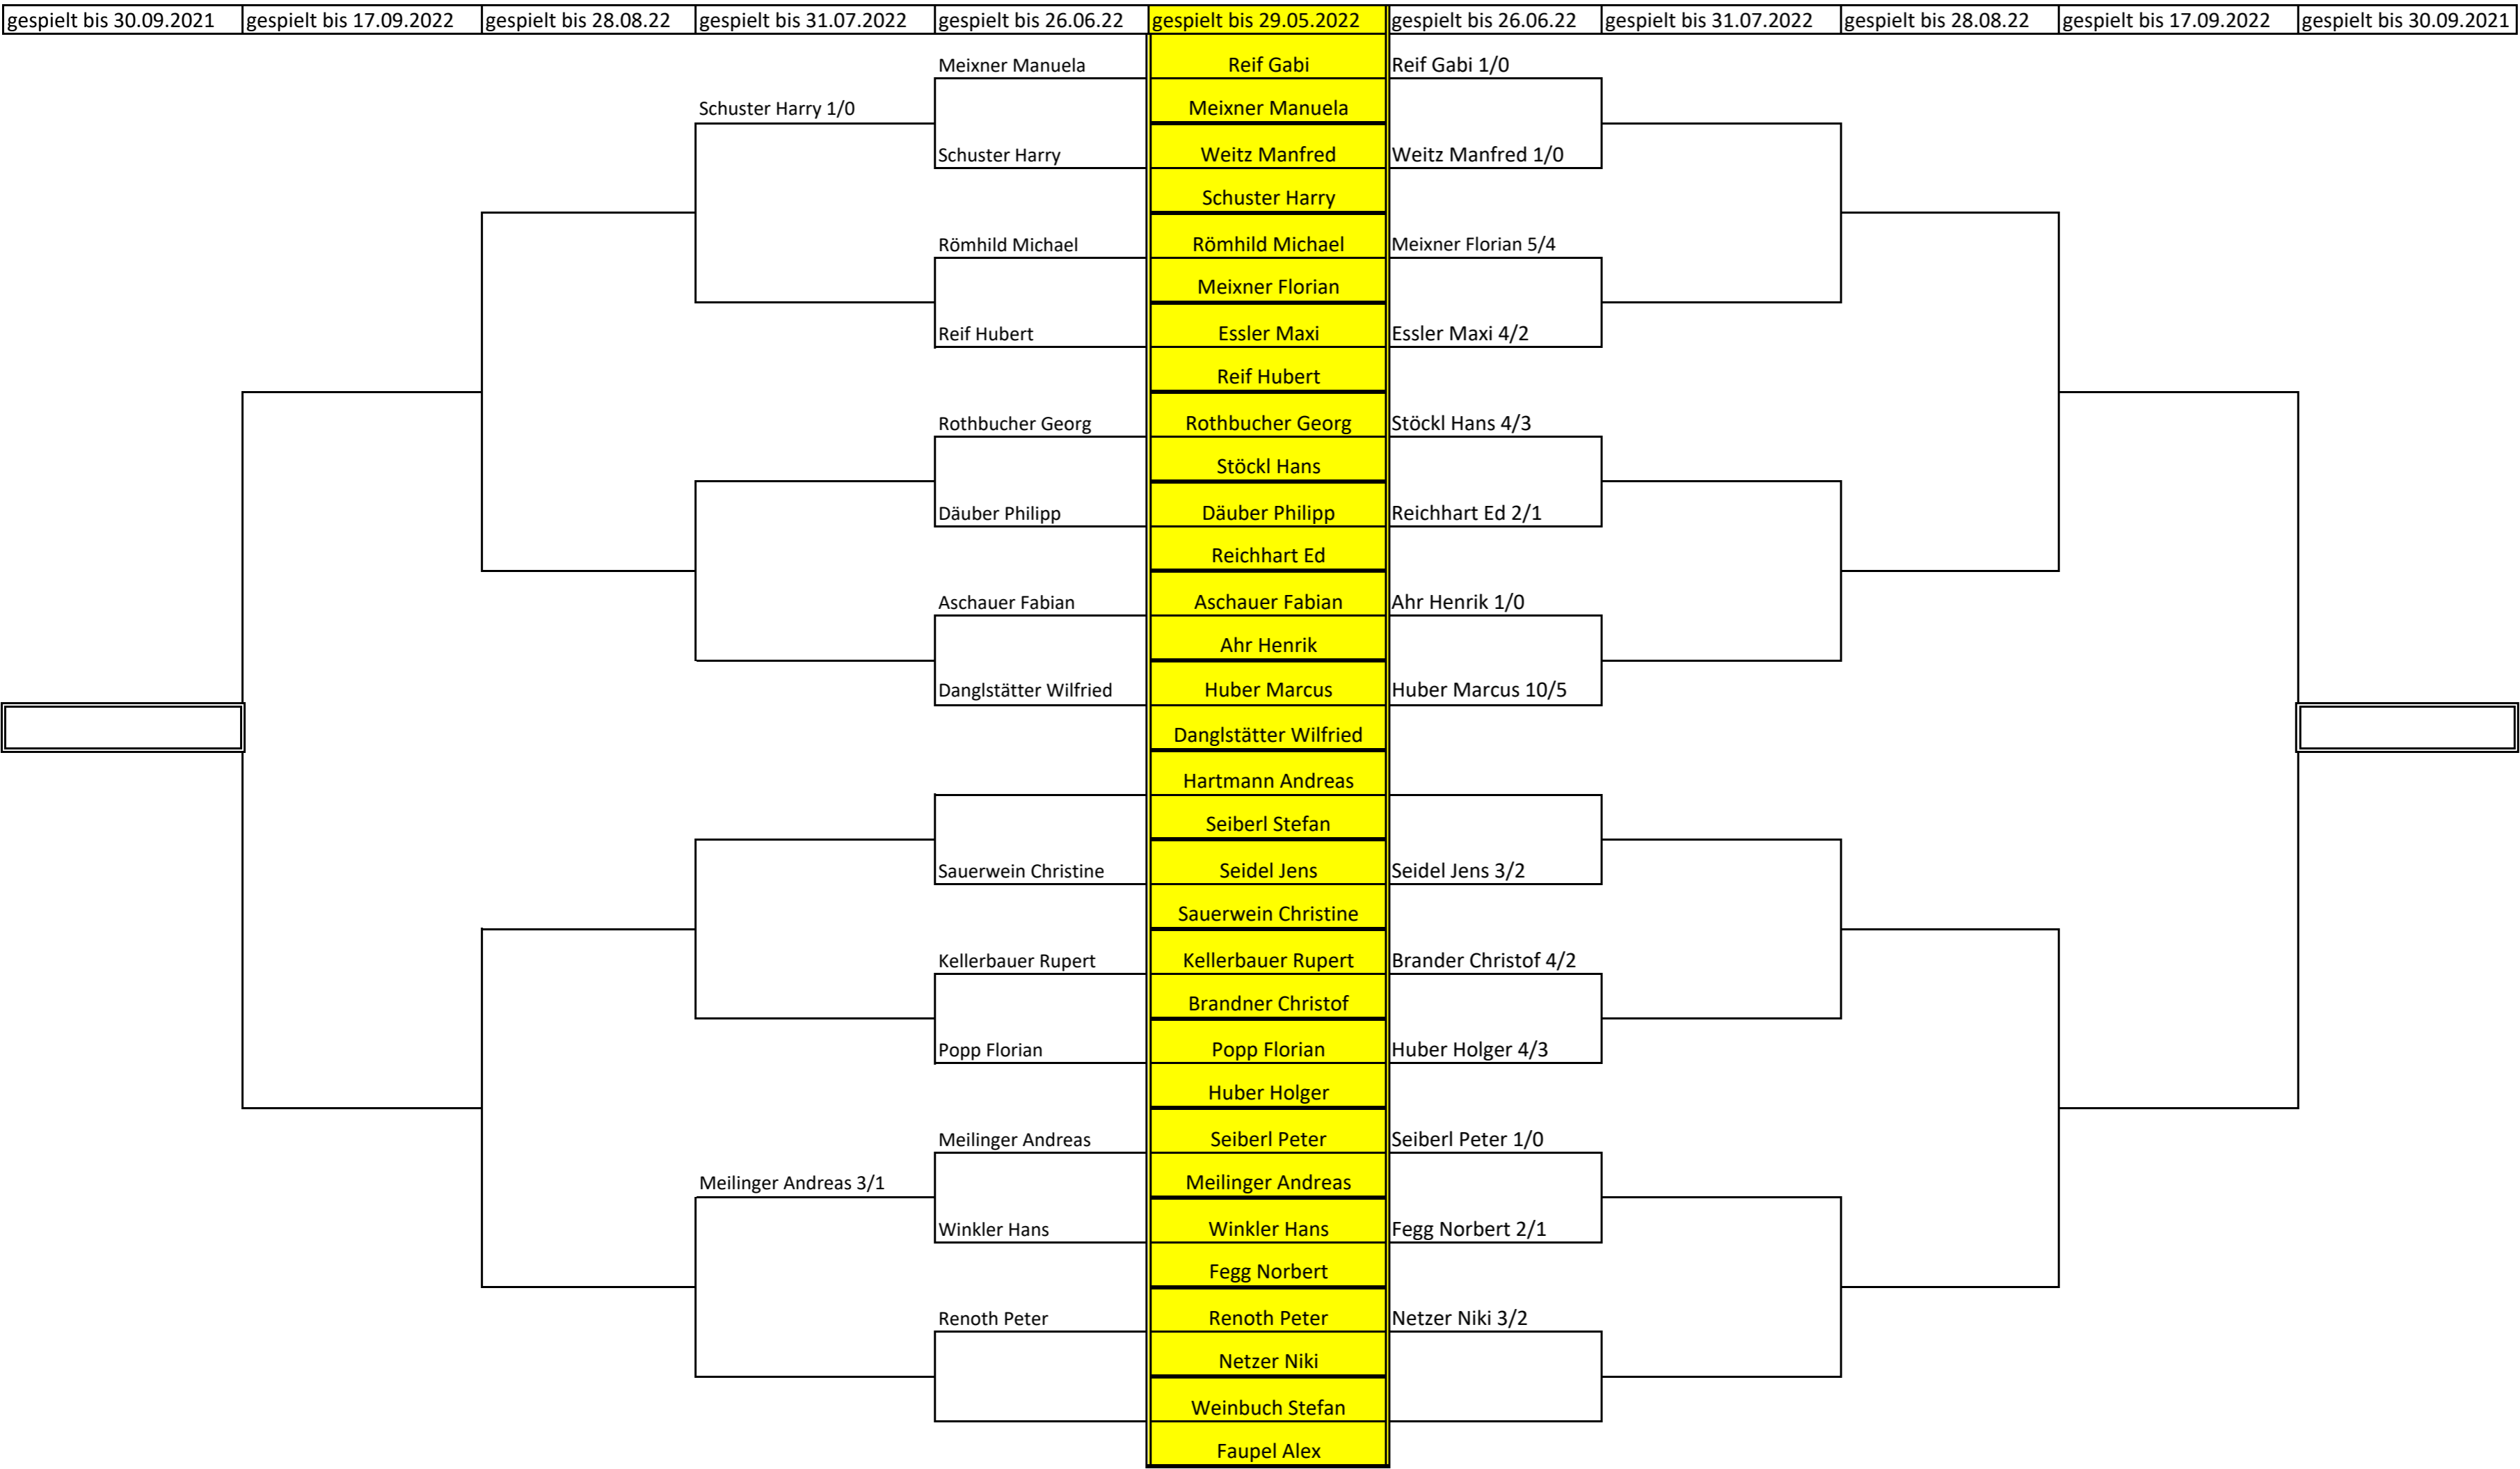 gespielt bis 30.09.2021 gespielt bis 17.09.2022 gespielt bis 28.08.22 gespielt bis 31.07.2022 gespielt bis 26.06.22 gespielt bis 29.05.2022 gespielt bis 26.06.22 gespielt bis 31.07.2022 gespielt bis 28.08.22 gespielt bis 17.09.2022 gespielt bis 30.09.2021
Meixner Manuela Reif Gabi Reif Gabi 1/0
Schuster Harry 1/0 Meixner Manuela
Schuster Harry Weitz Manfred Weitz Manfred 1/0
Schuster Harry
Römhild Michael Römhild Michael Meixner Florian 5/4
Meixner Florian
Reif Hubert Essler Maxi Essler Maxi 4/2
Reif Hubert
Rothbucher Georg Rothbucher Georg Stöckl Hans 4/3
Stöckl Hans
Däuber Philipp Däuber Philipp Reichhart Ed 2/1
Reichhart Ed
Aschauer Fabian Aschauer Fabian Ahr Henrik 1/0
Ahr Henrik
Danglstätter Wilfried Huber Marcus Huber Marcus 10/5
Danglstätter Wilfried
Hartmann Andreas
Seiberl Stefan
Sauerwein Christine Seidel Jens Seidel Jens 3/2
Sauerwein Christine
Kellerbauer Rupert Kellerbauer Rupert Brander Christof 4/2
Brandner Christof
Popp Florian Popp Florian Huber Holger 4/3
Huber Holger
Meilinger Andreas Seiberl Peter Seiberl Peter 1/0
Meilinger Andreas 3/1 Meilinger Andreas
Winkler Hans Winkler Hans Fegg Norbert 2/1
Fegg Norbert
Renoth Peter Renoth Peter Netzer Niki 3/2
Netzer Niki
Weinbuch Stefan
Faupel Alex